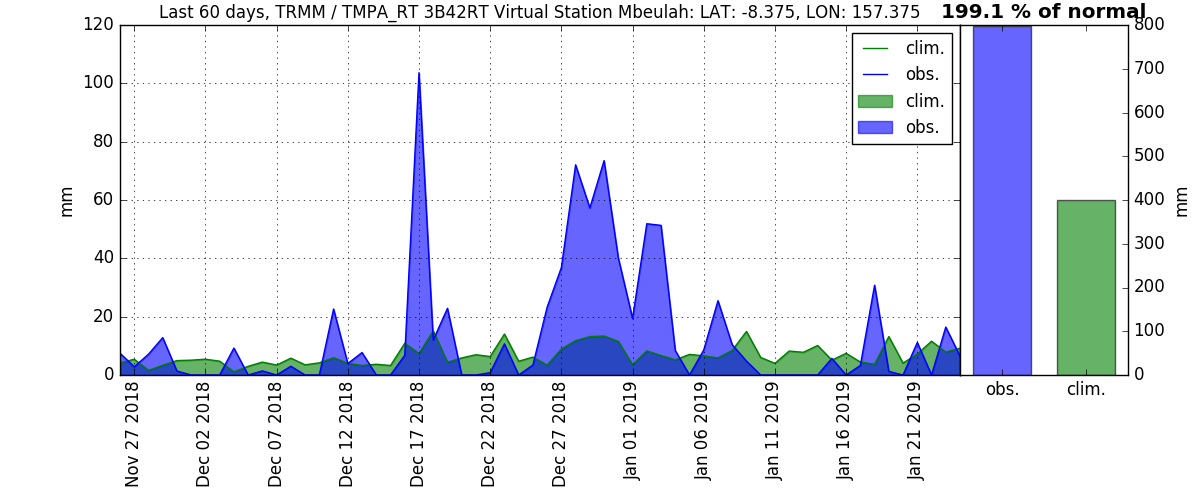 Last 60 days, TRMM / TMPA_RT 3B42RT Virtual Station Mbeulah: LAT: -8.375, LON: 157.375 199.1 % of normal
120
100
80
60
40
20
0
mm
clim.
obs.
clim.
obs.
800
700
600
500
400
300
200
100
0
mm
Nov 27 2018
Dec 02 2018
Dec 07 2018
Dec 12 2018
Dec 17 2018
Dec 22 2018
Dec 27 2018
Jan 01 2019
Jan 06 2019
Jan 11 2019
Jan 16 2019
Jan 21 2019
obs. clim.